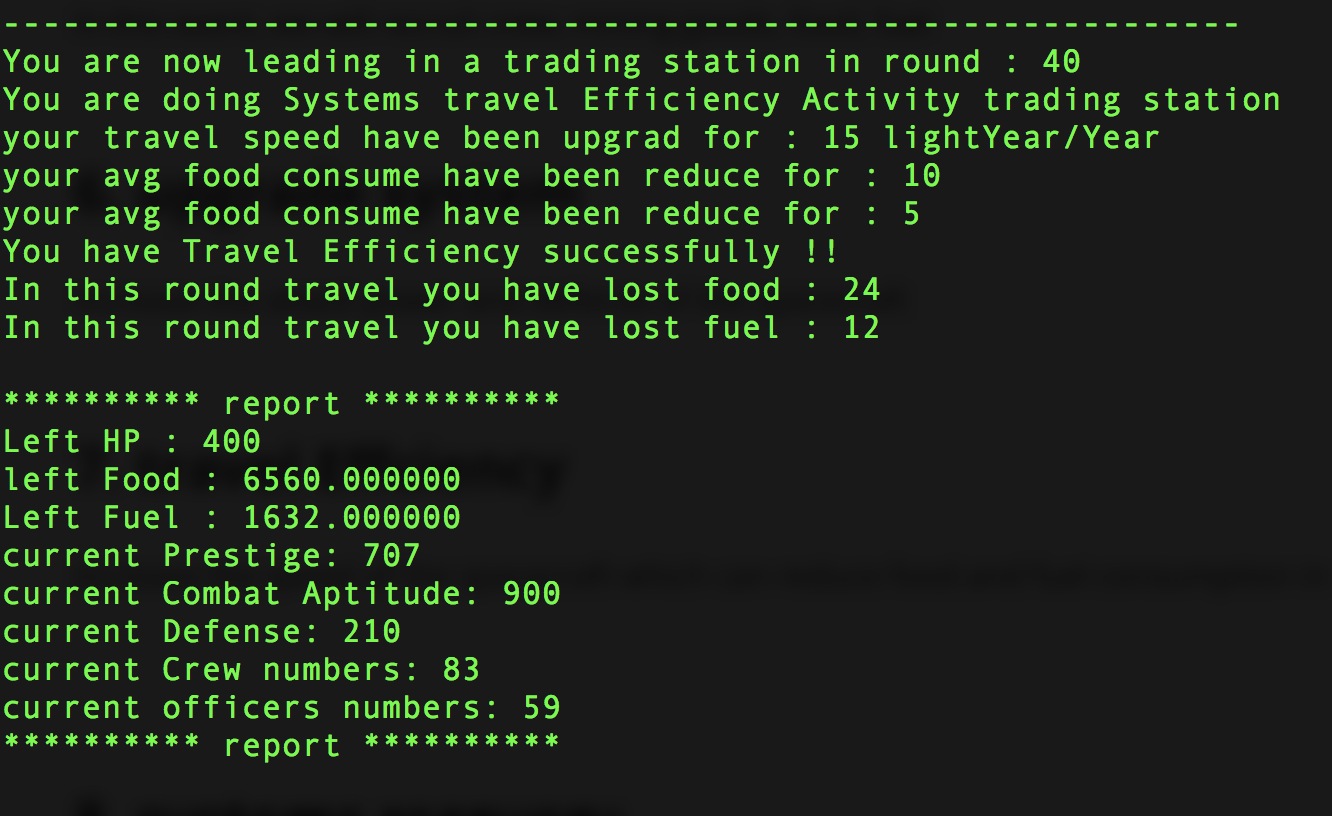 --------------------------------------------------------------
You are now leading in a trading station in round : 40
You are doing Systems travel Efficiency Activity trading station
your travel speed have been upgrad for : 15 lightYear/Year
your avg food consume have been reduce for : 10
your avg food consume have been reduce for : 5
You have Travel Efficiency successfully !!
In this round travel you have lost food : 24
In this round travel you have lost fuel : 12
********** report **********
Left HP : 400
left Food : 6560.000000
Left Fuel : 1632.000000
current Prestige: 707
current Combat Aptitude: 900
current Defense: 210
current Crew numbers: 83
current officers numbers: 59
********** report **********